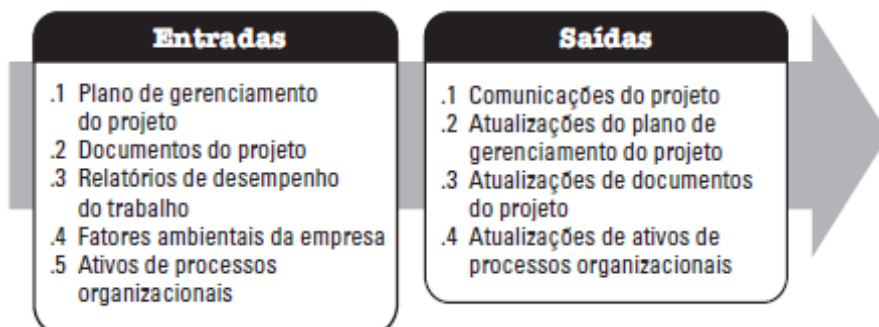 Entradas
.1 Plano de gerenciamento
do projeto
.2 Documentos do projeto
.3 Relatórios de desempenho
do trabalho
.4 Fatores ambientais da empresa
.5 Ativos de processos
organizacionais
Saídas
.1 Comunicações do projeto
.2 Atualizações do plano de
gerenciamento do projeto
.3 Atualizações de documentos
do projeto
.4 Atualizações de ativos de
processos organizacionais